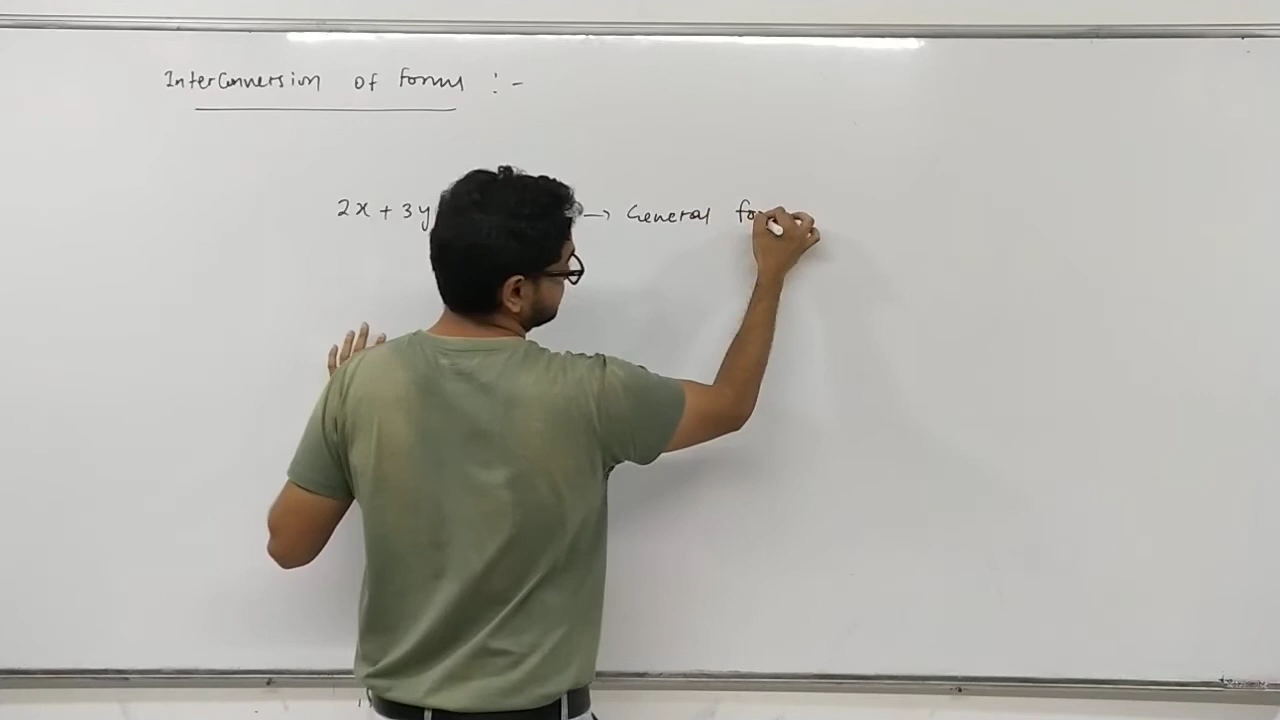 Interconversion of forms :-
2x + 3y → General fo